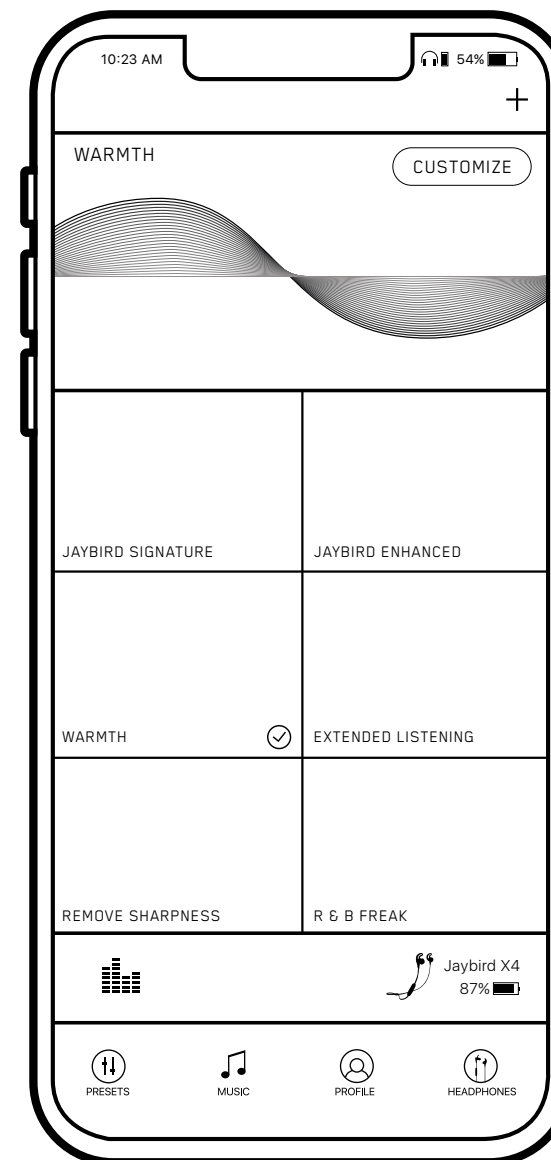 10:23 AM 54%
+
WARMTH
CUSTOMIZE
JAYBIRD SIGNATURE
JAYBIRD ENHANCED
WARMTH
EXTENDED LISTENING
REMOVE SHARPNESS
R & B FREAK
Jaybird X4
87%
PRESETS
MUSIC
PROFILE
HEADPHONES